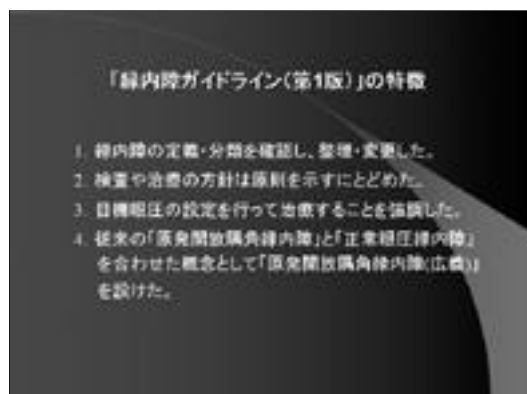 「緑内障ガイドライン(第1版)」の特徴
1. 緑内障の定義・分類を確認し、整理・変更した。
2. 検査や治療の方針は原則を示すにとどめた。
3. 目標眼圧の設定を行って治療することを強調した。
4. 従来の「原発開放隅角緑内障」と「正常眼圧緑内障」
を合わせた概念として「原発開放隅角緑内障(広義)」
を設けた。